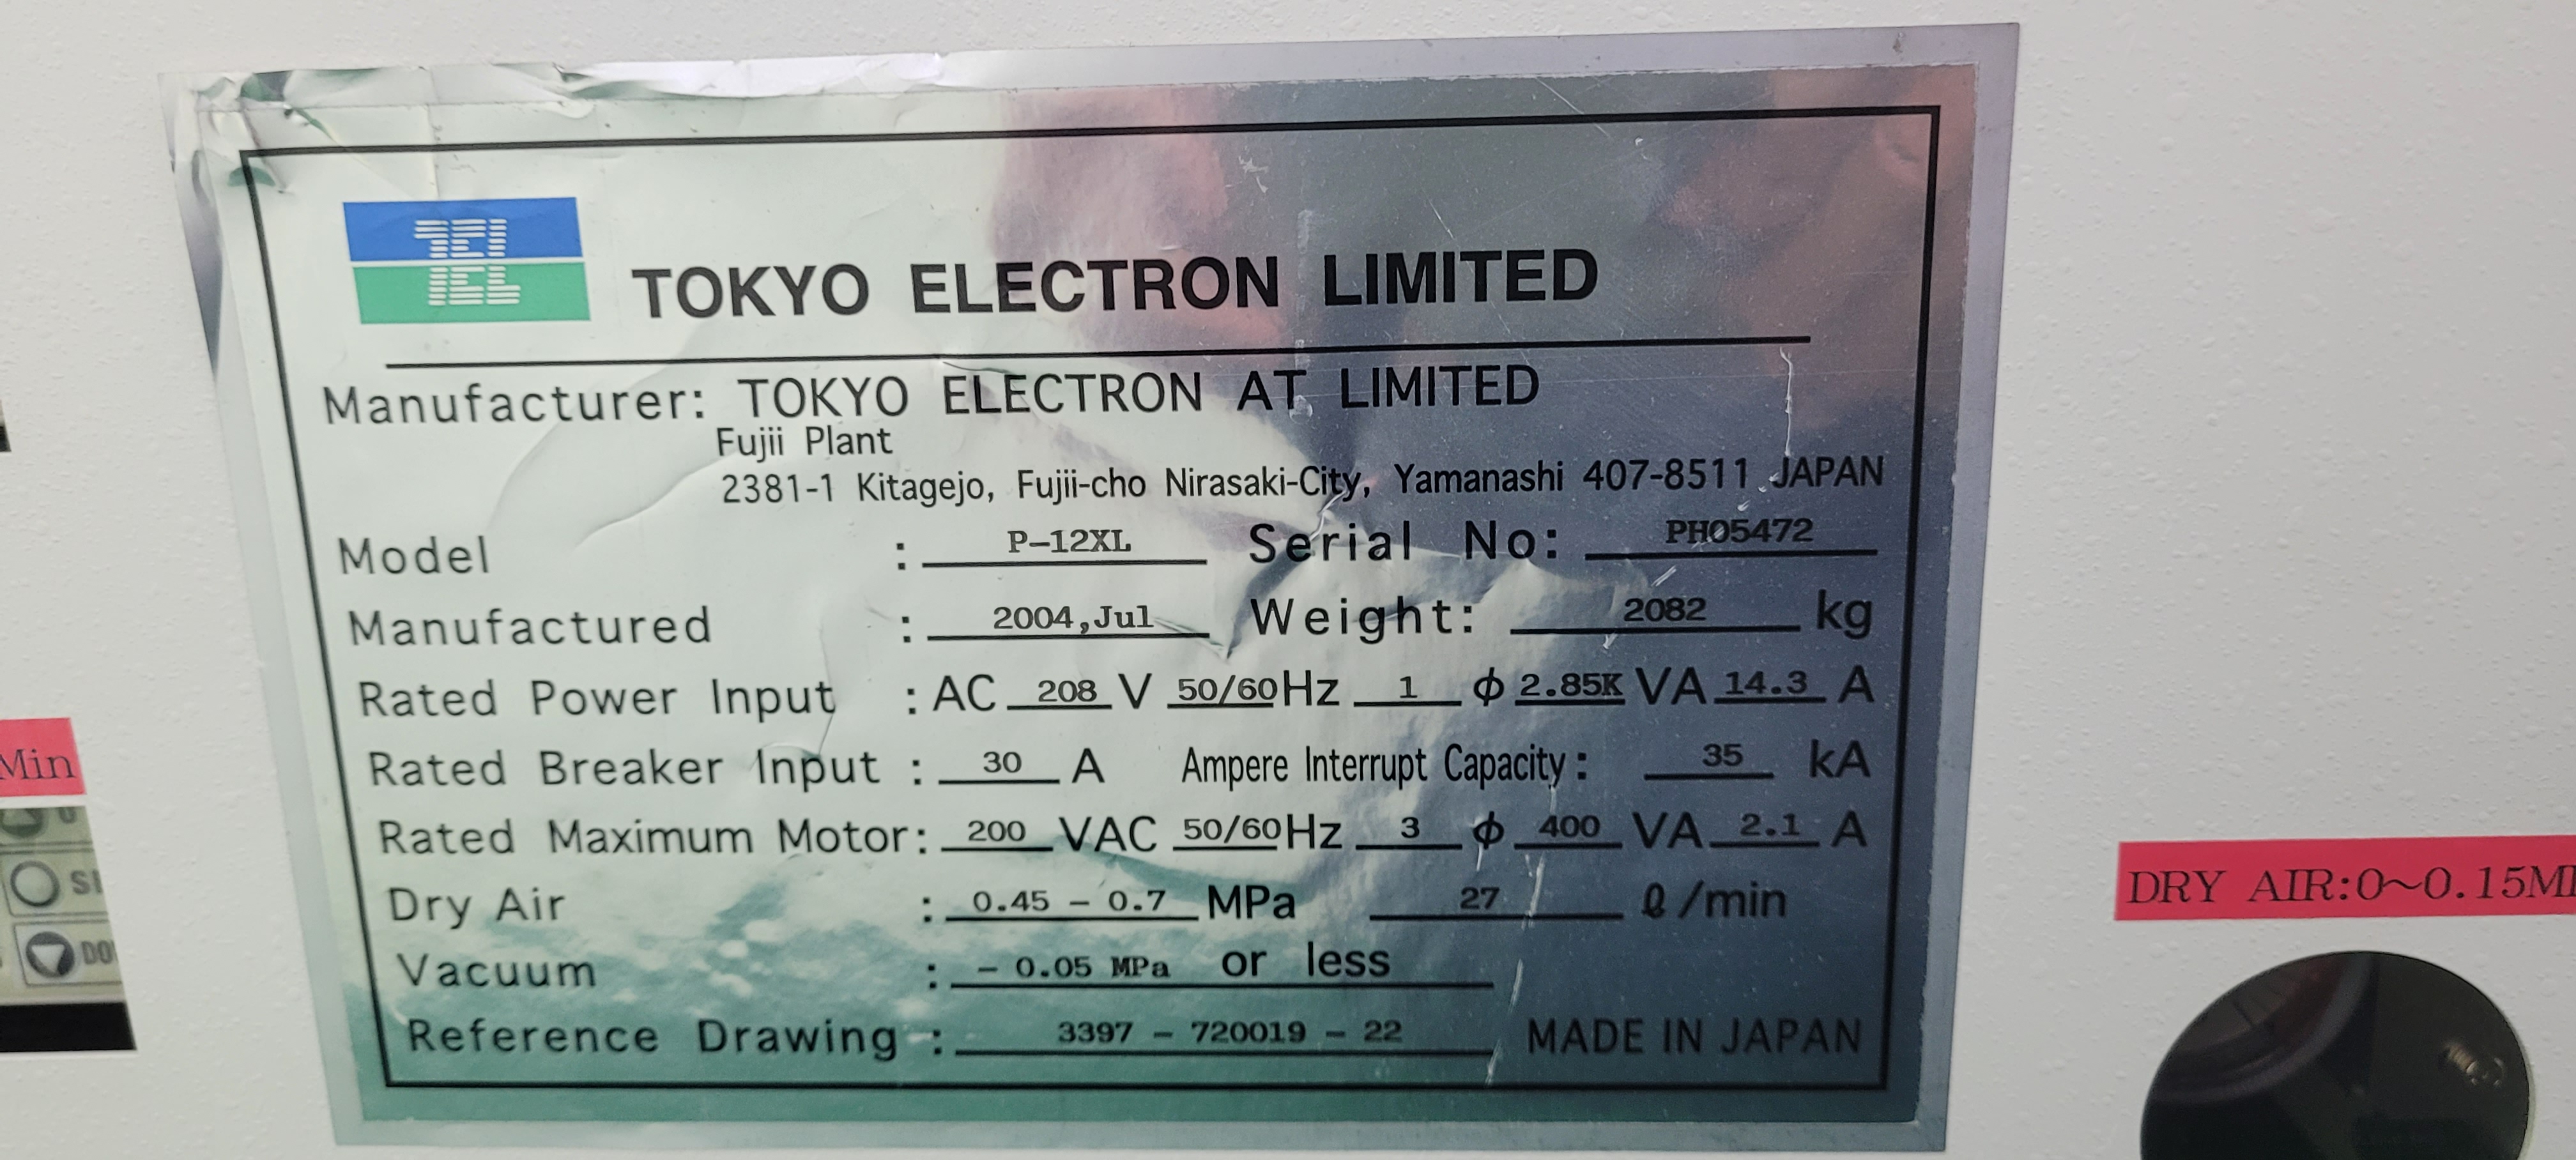 TEL
TOKYO ELECTRON LIMITED
Manufacturer: TOKYO ELECTRON AT LIMITED
Fujii Plant
2381-1 Kitagejo, Fujii-cho Nirasaki-City, Yamanashi 407-8511 JAPAN
Model : P-12XL Serial No: PH05472
Manufactured : 2004,Jul Weight: 2082 kg
Rated Power Input : AC 208 V 50/60 Hz 1 ϕ 2.85K VA 14.3 A
Rated Breaker Input : 30 A Ampere Interrupt Capacity : 35 kA
Rated Maximum Motor: 200 VAC 50/60 Hz 3 ϕ 400 VA 2.1 A
Dry Air : 0.45 - 0.7 MPa 27 ℓ/min
Vacuum : - 0.05 MPa or less
Reference Drawing : 3397 - 720019 - 22 MADE IN JAPAN
Min
DRY AIR:0~0.15M